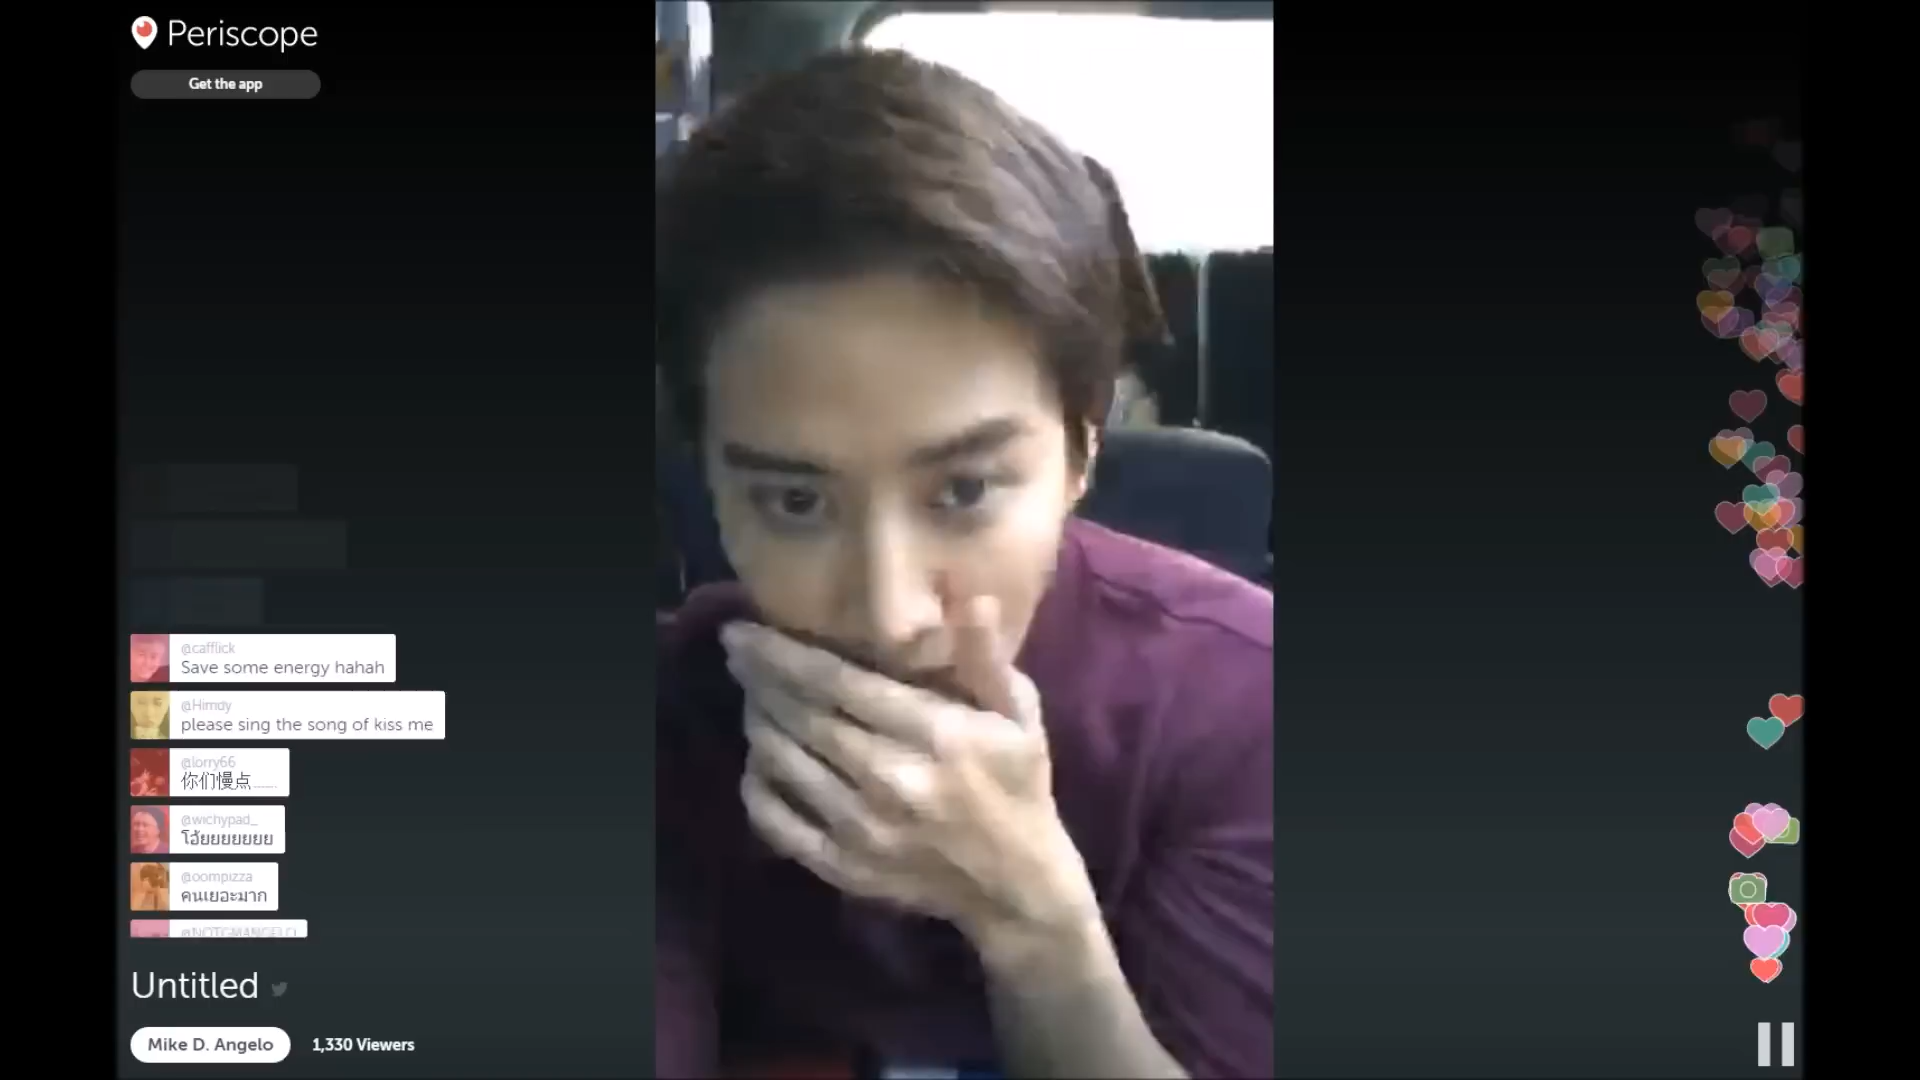 Periscope
Get the app
@cafflick
Save some energy hahah
@Himdy
please sing the song of kiss me
@lorry66
你们慢点........
@wichypad_
โอ้ยยยยยยย
@oompizza
คนเยอะมาก
Untitled
Mike D. Angelo
1,330 Viewers